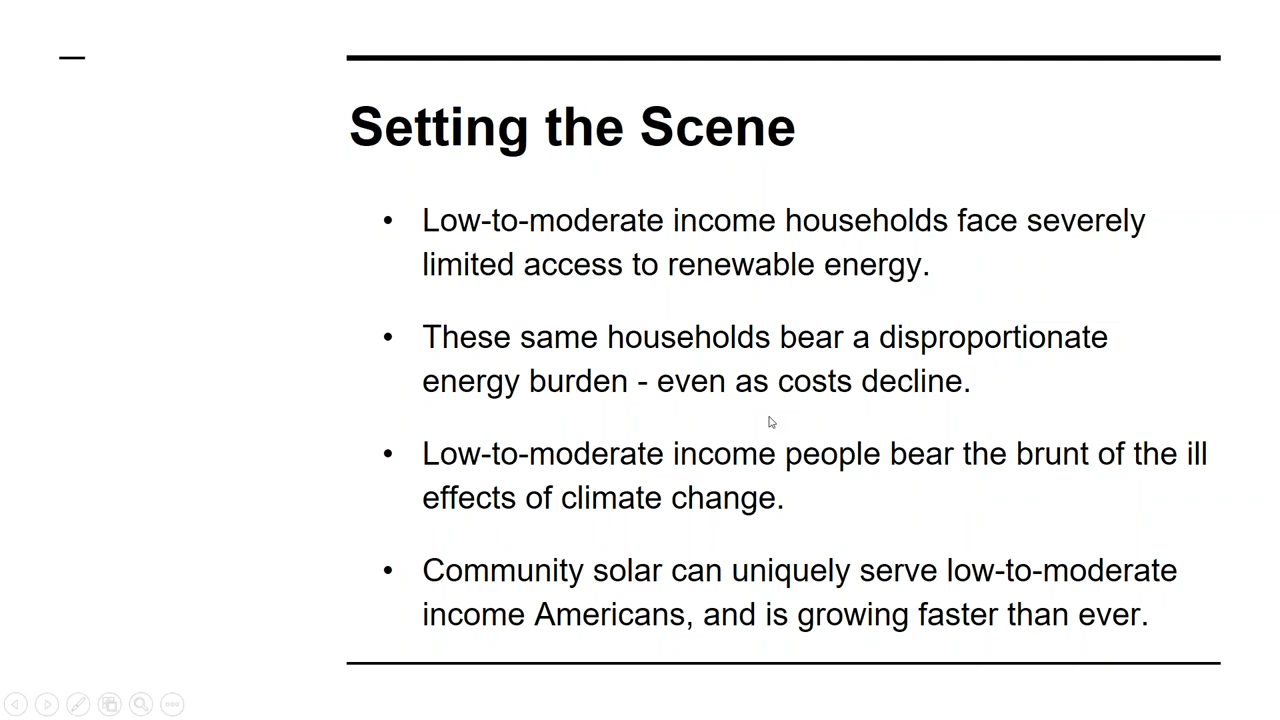 Setting the Scene
• Low-to-moderate income households face severely
limited access to renewable energy.
• These same households bear a disproportionate
energy burden - even as costs decline.
• Low-to-moderate income people bear the brunt of the ill
effects of climate change.
• Community solar can uniquely serve low-to-moderate
income Americans, and is growing faster than ever.